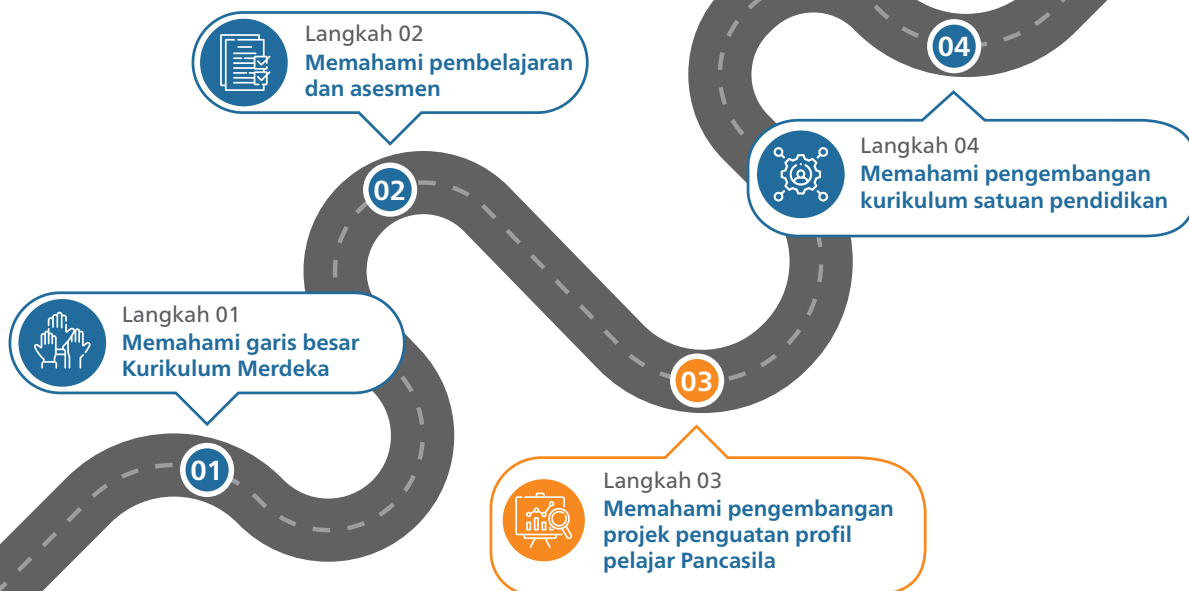 Langkah 01
Memahami garis besar
Kurikulum Merdeka
01
Langkah 02
Memahami pembelajaran
dan asesmen
02
Langkah 03
Memahami pengembangan
projek penguatan profil
pelajar Pancasila
03
Langkah 04
Memahami pengembangan
kurikulum satuan pendidikan
04